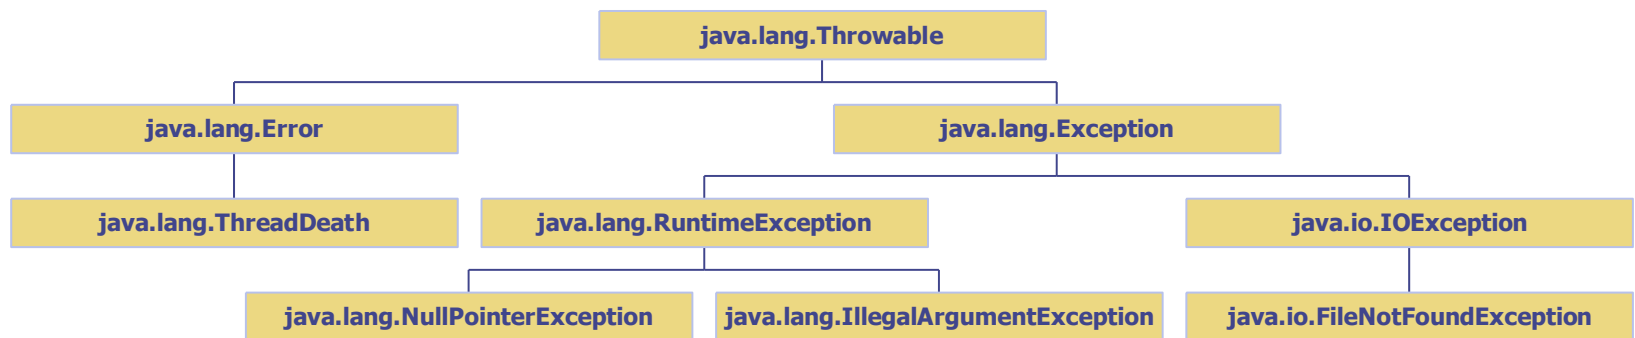 java.lang.Throwable
java.lang.Error
java.lang.Exception
java.lang.ThreadDeath
java.lang.RuntimeException
java.io.IOException
java.lang.NullPointerException
java.lang.IllegalArgumentException
java.io.FileNotFoundException